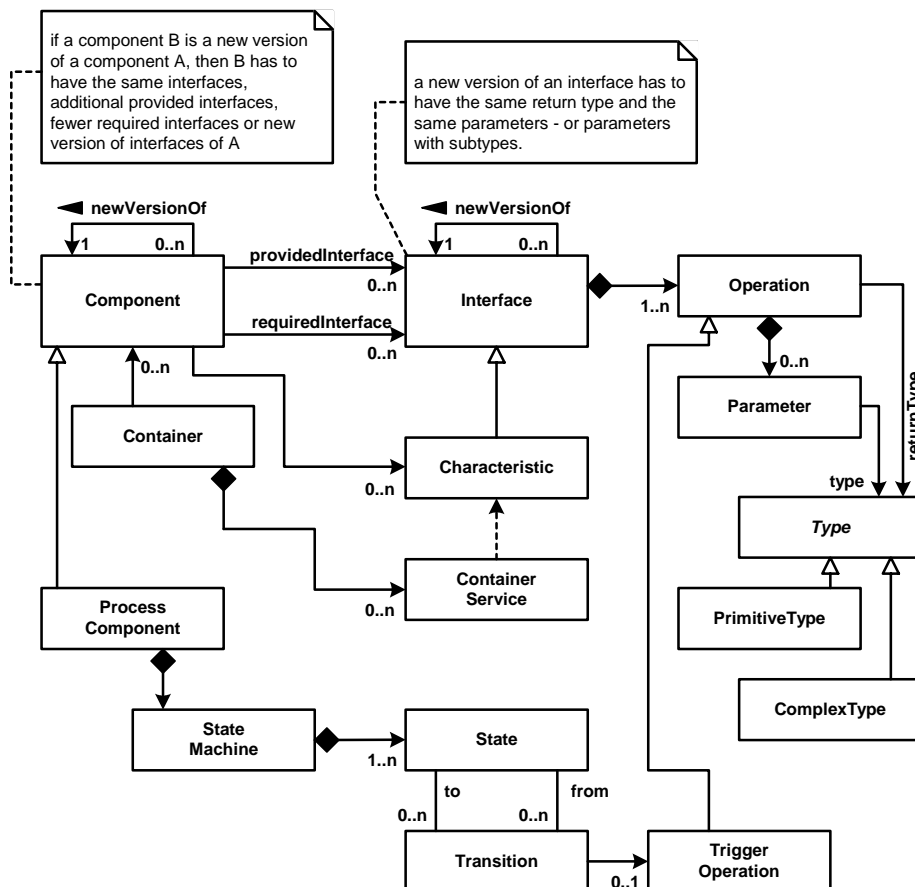 if a component B is a new version
of a component A, then B has to
have the same interfaces,
additional provided interfaces,
fewer required interfaces or new
version of interfaces of A
a new version of an interface has to
have the same return type and the
same parameters - or parameters
with subtypes.
newVersionOf
1
0..n
newVersionOf
1
0..n
Component
providedInterface
0..n
requiredInterface
0..n
Interface
1..n
Operation
0..n
Container
0..n
Parameter
returnType
type
Characteristic
0..n
Type
Container
Service
0..n
Process
Component
PrimitiveType
ComplexType
State
Machine
1..n
State
to
from
0..n
0..n
Transition
0..1
Trigger
Operation